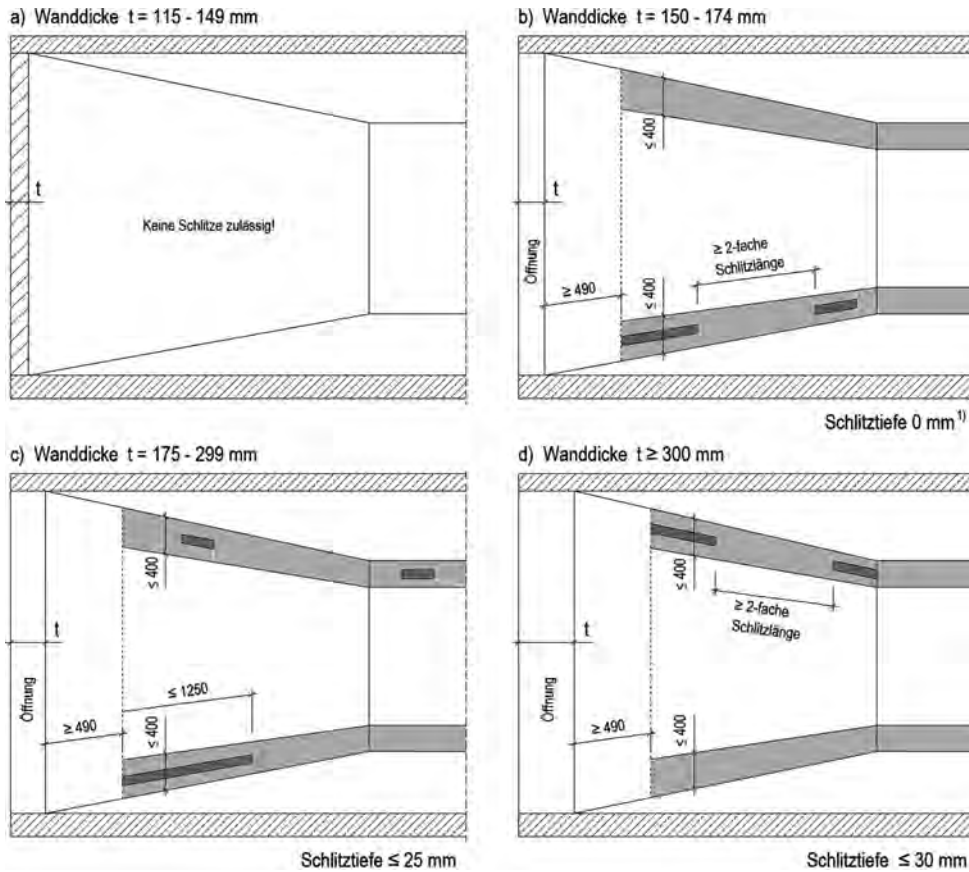 a) Wanddicke t = 115 - 149 mm
t
Keine Schlitze zulässig!
b) Wanddicke t = 150 - 174 mm
≤ 400
t
Öffnung
≥ 2-fache
Schlitzlänge
≥ 490
≤ 400
Schlitztiefe 0 mm¹⁾
c) Wanddicke t = 175 - 299 mm
≤ 400
t
Öffnung
≤ 1250
≥ 490
≤ 400
Schlitztiefe ≤ 25 mm
d) Wanddicke t ≥ 300 mm
≤ 400
≥ 2-fache
Schlitzlänge
t
Öffnung
≥ 490
≤ 400
Schlitztiefe ≤ 30 mm